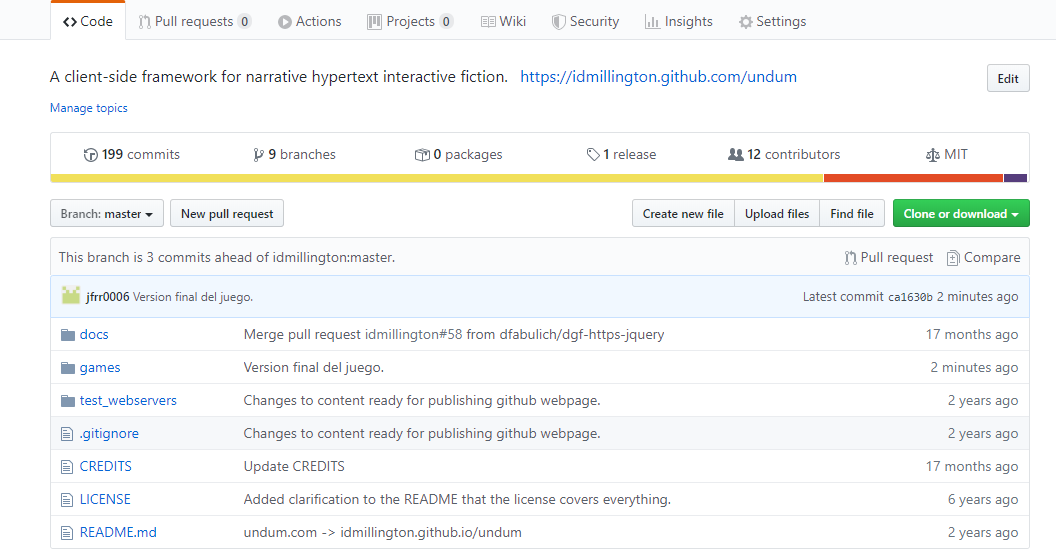 Code Pull requests 0 Actions Projects 0 Wiki Security Insights Settings
A client-side framework for narrative hypertext interactive fiction. https://idmillington.github.com/undum Edit
Manage topics
199 commits 9 branches 0 packages 1 release 12 contributors MIT
Branch: master New pull request Create new file Upload files Find file Clone or download
This branch is 3 commits ahead of idmillington:master. Pull request Compare
jfrr0006 Version final del juego. Latest commit ca1630b 2 minutes ago
docs Merge pull request idmillington#58 from dfabulich/dgf-https-jquery 17 months ago
games Version final del juego. 2 minutes ago
test_webservers Changes to content ready for publishing github webpage. 2 years ago
.gitignore Changes to content ready for publishing github webpage. 2 years ago
CREDITS Update CREDITS 17 months ago
LICENSE Added clarification to the README that the license covers everything. 6 years ago
README.md undum.com -> idmillington.github.io/undum 2 years ago